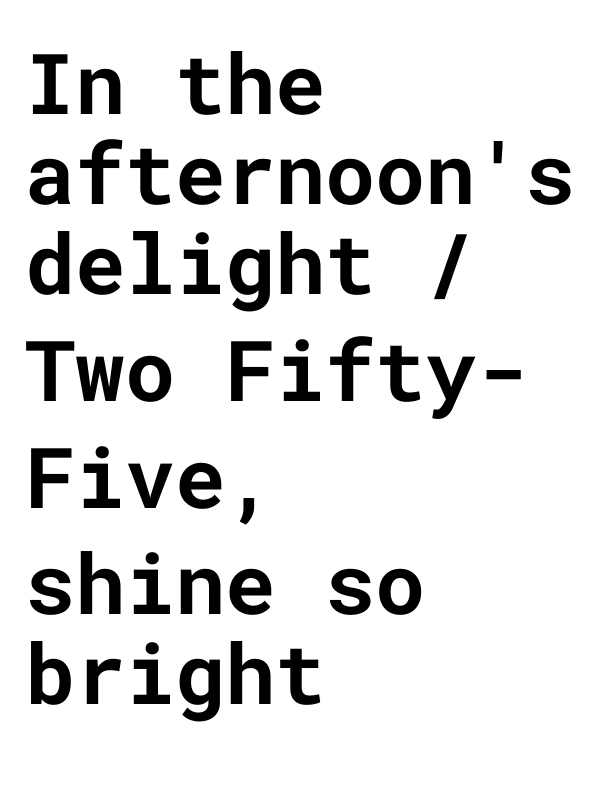 In the
afternoon's
delight /
Two Fifty-
Five,
shine so
bright